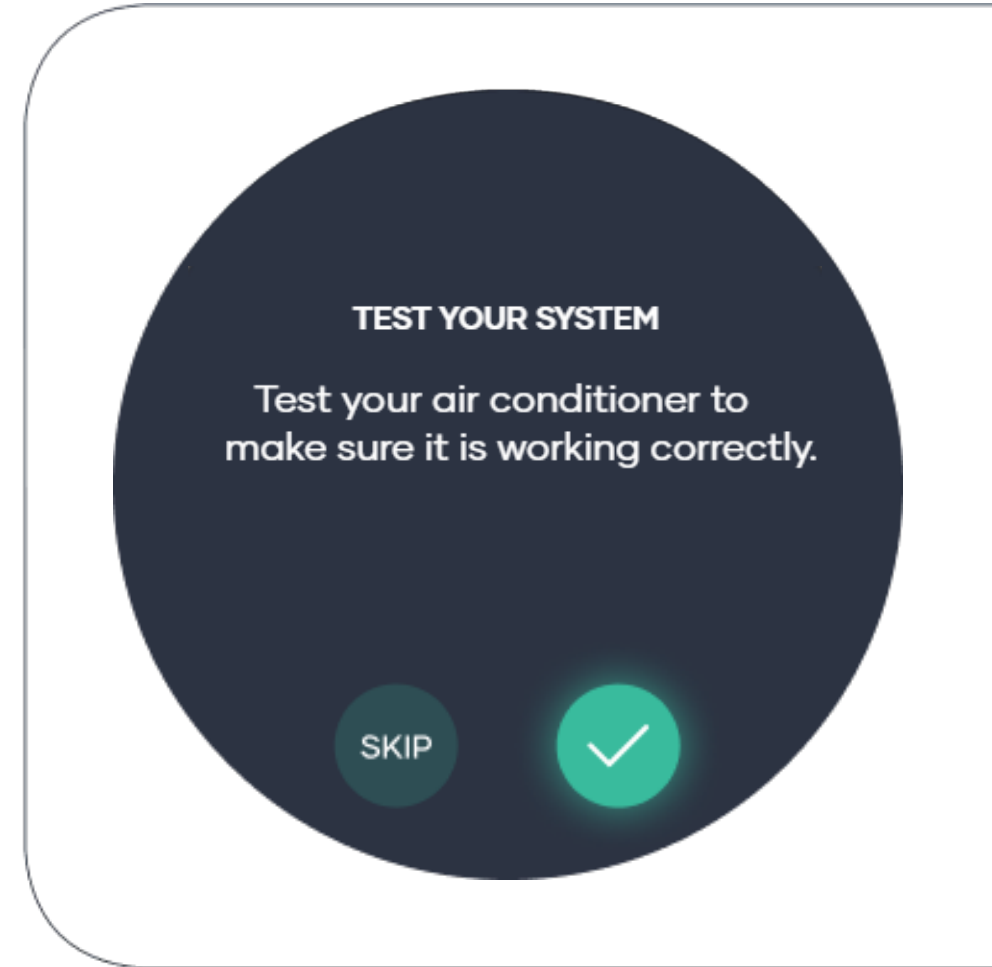 TEST YOUR SYSTEM
Test your air conditioner to
make sure it is working correctly.
SKIP